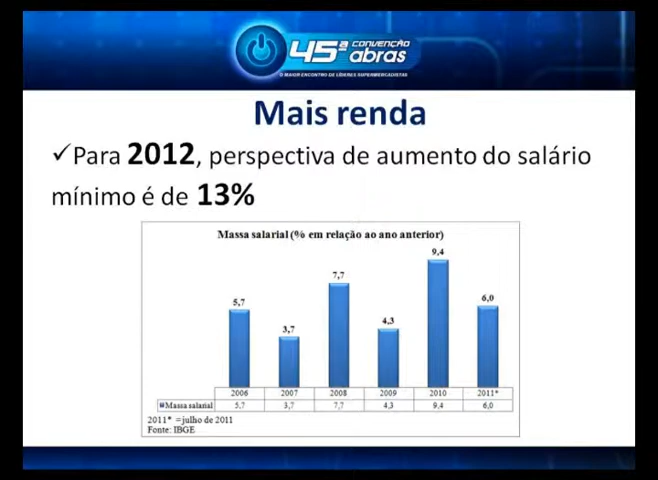 45ª CONVENÇÃO
abras
O MAIOR ENCONTRO DE LÍDERES SUPERMERCADISTAS
Mais renda
✓Para 2012, perspectiva de aumento do salário
mínimo é de 13%
Massa salarial (% em relação ao ano anterior)
5,7 3,7 7,7 4,3 9,4 6,0
2006 2007 2008 2009 2010 2011*
Massa salarial 5,7 3,7 7,7 4,3 9,4 6,0
2011* =julho de 2011
Fonte: IBGE